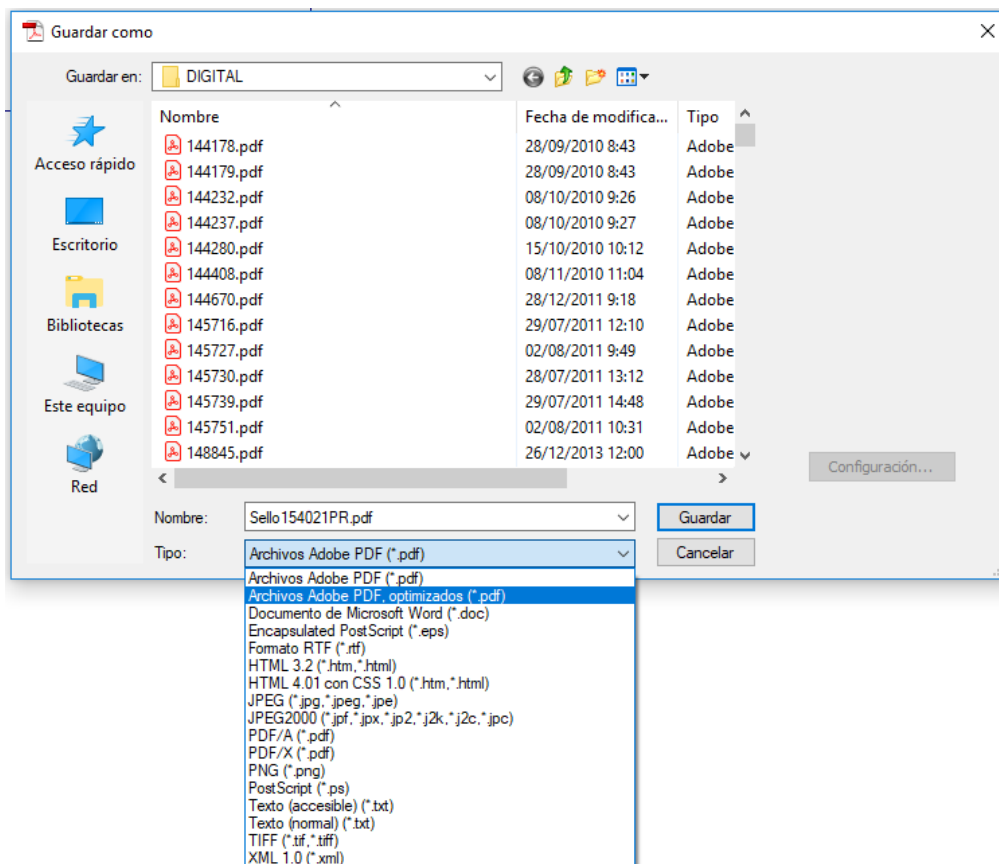 Guardar como
Guardar en: DIGITAL
Nombre Fecha de modifica... Tipo
144178.pdf 28/09/2010 8:43 Adobe
144179.pdf 28/09/2010 8:43 Adobe
144232.pdf 08/10/2010 9:26 Adobe
144237.pdf 08/10/2010 9:27 Adobe
144280.pdf 15/10/2010 10:12 Adobe
144408.pdf 08/11/2010 11:04 Adobe
144670.pdf 28/12/2011 9:18 Adobe
145716.pdf 29/07/2011 12:10 Adobe
145727.pdf 02/08/2011 9:49 Adobe
145730.pdf 28/07/2011 13:12 Adobe
145739.pdf 29/07/2011 14:48 Adobe
145751.pdf 02/08/2011 10:31 Adobe
148845.pdf 26/12/2013 12:00 Adobe
Acceso rápido
Escritorio
Bibliotecas
Este equipo
Red
Configuración...
Nombre: Sello154021PR.pdf Guardar
Tipo: Archivos Adobe PDF (*.pdf) Cancelar
Archivos Adobe PDF (*.pdf)
Archivos Adobe PDF, optimizados (*.pdf)
Documento de Microsoft Word (*.doc)
Encapsulated PostScript (*.eps)
Formato RTF (*.rtf)
HTML 3.2 (*.htm,*.html)
HTML 4.01 con CSS 1.0 (*.htm,*.html)
JPEG (*.jpg,*.jpeg,*.jpe)
JPEG2000 (*.jpf,*.jpx,*.jp2,*.j2k,*.j2c,*.jpc)
PDF/A (*.pdf)
PDF/X (*.pdf)
PNG (*.png)
PostScript (*.ps)
Texto (accesible) (*.txt)
Texto (normal) (*.txt)
TIFF (*.tif,*.tiff)
XML 1.0 (*.xml)